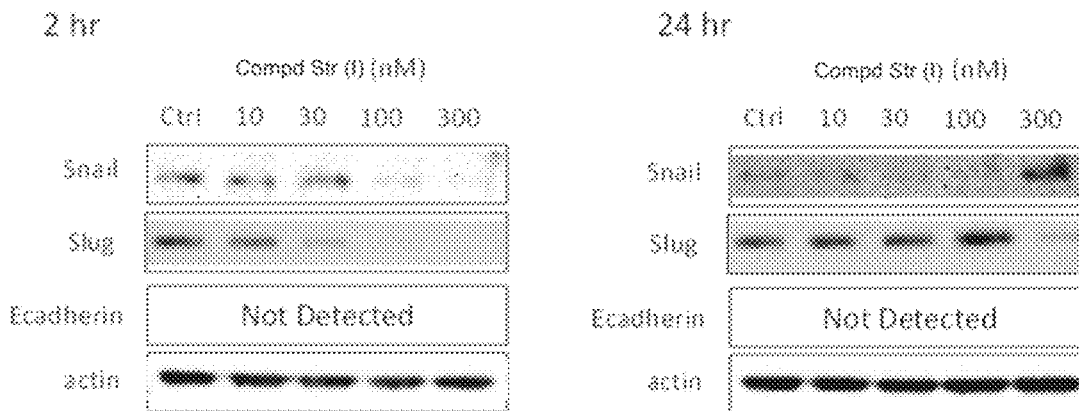 2 hr
Compd Str (I) (nM)
Ctrl 10 30 100 300
Snail
Slug
Ecadherin Not Detected
actin
24 hr
Compd Str (I) (nM)
Ctrl 10 30 100 300
Snail
Slug
Ecadherin Not Detected
actin